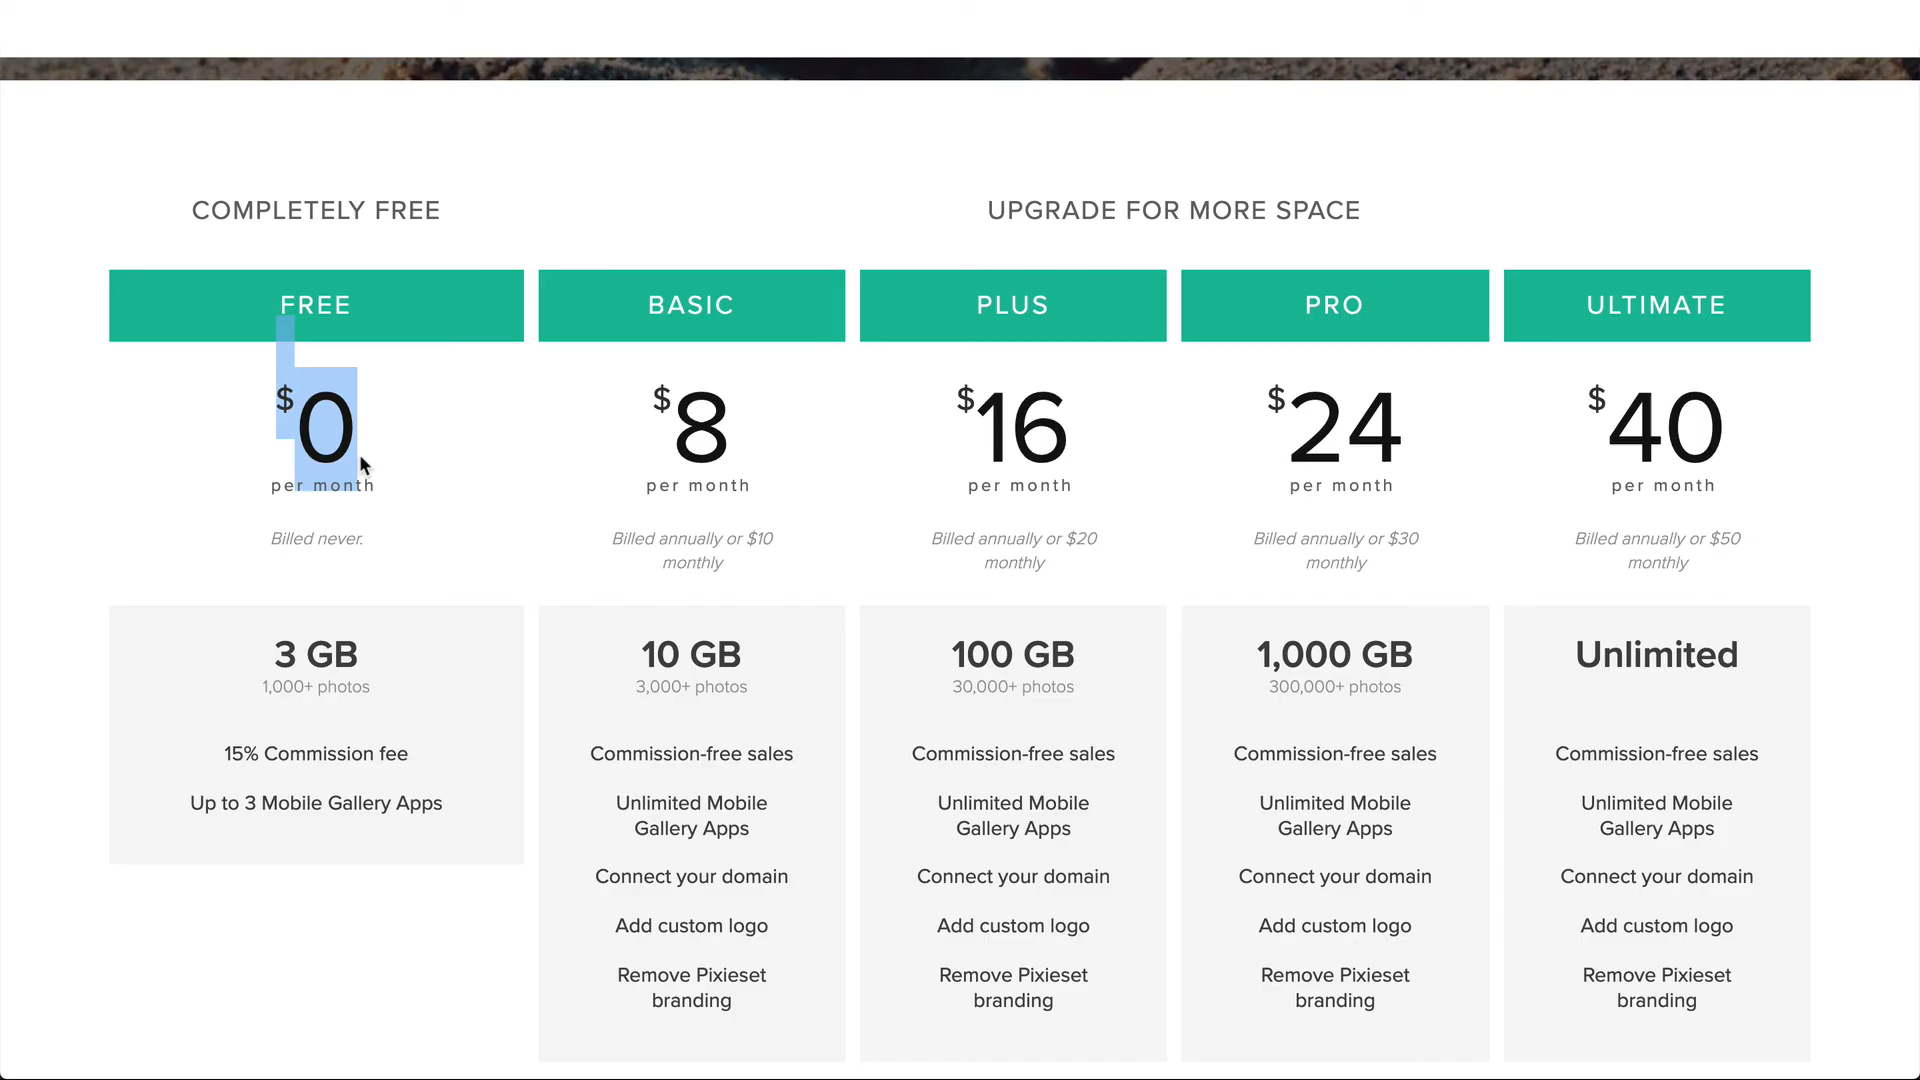 COMPLETELY FREE
UPGRADE FOR MORE SPACE
FREE
$0
per month
Billed never.
3 GB
1,000+ photos
15% Commission fee
Up to 3 Mobile Gallery Apps
BASIC
$8
per month
Billed annually or $10
monthly
10 GB
3,000+ photos
Commission-free sales
Unlimited Mobile
Gallery Apps
Connect your domain
Add custom logo
Remove Pixieset
branding
PLUS
$16
per month
Billed annually or $20
monthly
100 GB
30,000+ photos
Commission-free sales
Unlimited Mobile
Gallery Apps
Connect your domain
Add custom logo
Remove Pixieset
branding
PRO
$24
per month
Billed annually or $30
monthly
1,000 GB
300,000+ photos
Commission-free sales
Unlimited Mobile
Gallery Apps
Connect your domain
Add custom logo
Remove Pixieset
branding
ULTIMATE
$40
per month
Billed annually or $50
monthly
Unlimited
Commission-free sales
Unlimited Mobile
Gallery Apps
Connect your domain
Add custom logo
Remove Pixieset
branding